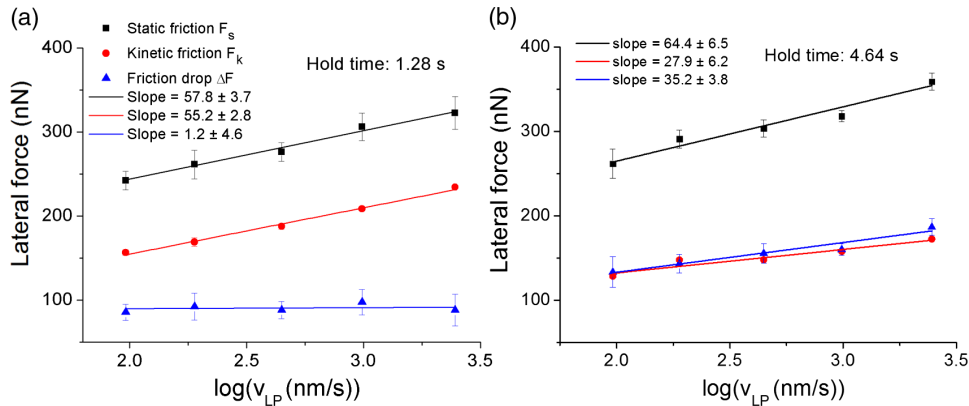 (a)
Static friction Fs
Kinetic friction Fk
Friction drop ΔF
Slope = 57.8 ± 3.7
Slope = 55.2 ± 2.8
Slope = 1.2 ± 4.6
Hold time: 1.28 s
Lateral force (nN)
400
300
200
100
2.0 2.5 3.0 3.5
log(vLP (nm/s))
(b)
slope = 64.4 ± 6.5
slope = 27.9 ± 6.2
slope = 35.2 ± 3.8
Hold time: 4.64 s
Lateral force (nN)
400
300
200
100
2.0 2.5 3.0 3.5
log(vLP (nm/s))